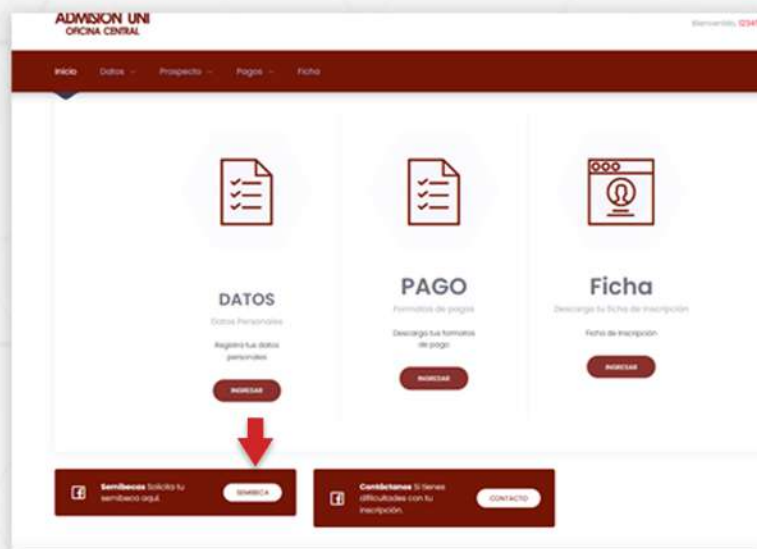 ADMISION UNI
OFICINA CENTRAL
Bienvenido, 12345
Inicio Datos Prospecto Pagos Ficha
DATOS
Datos Personales
Registra tus datos
personales
INGRESAR
PAGO
Formatos de pagos
Descarga tus formatos
de pago
INGRESAR
Ficha
Descarga tu ficha de inscripción
Ficha de Inscripción
INGRESAR
Semibecas Solicita tu
semibeca aquí.
SEMIBECA
Contáctanos Si tienes
dificultades con tu
inscripción.
CONTACTO